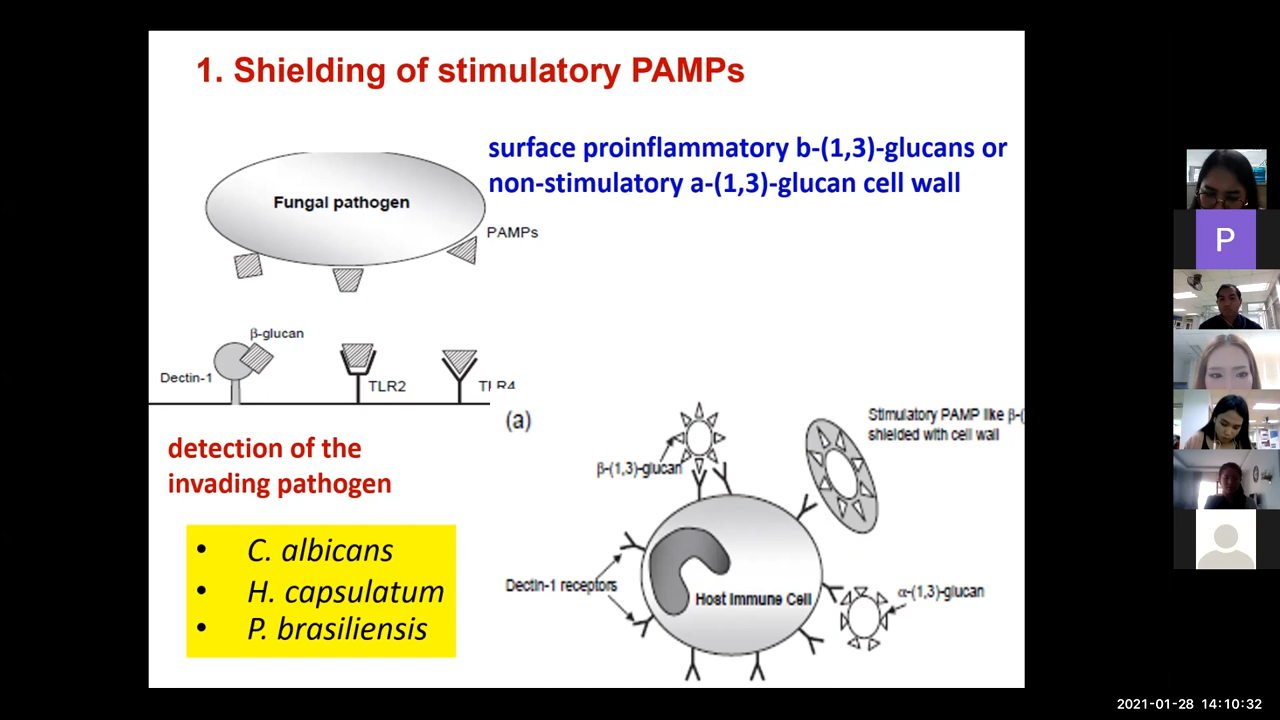 1. Shielding of stimulatory PAMPs
surface proinflammatory b-(1,3)-glucans or
non-stimulatory a-(1,3)-glucan cell wall
Fungal pathogen
PAMPs
β-glucan
Dectin-1
TLR2
TLR4
detection of the
invading pathogen
• C. albicans
• H. capsulatum
• P. brasiliensis
(a)
β-(1,3)-glucan
Stimulatory PAMP like β-(
shielded with cell wall
Dectin-1 receptors
Host Immune Cell
α-(1,3)-glucan
P
2021-01-28 14:10:32